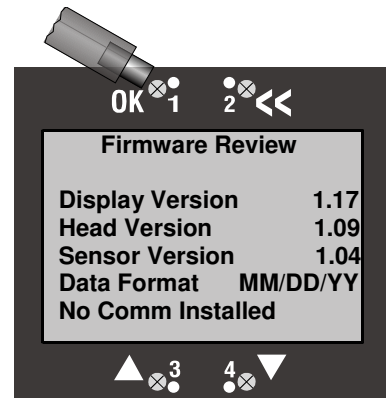 OK 1 2 <<
Firmware Review
Display Version 1.17
Head Version 1.09
Sensor Version 1.04
Data Format MM/DD/YY
No Comm Installed
3 4